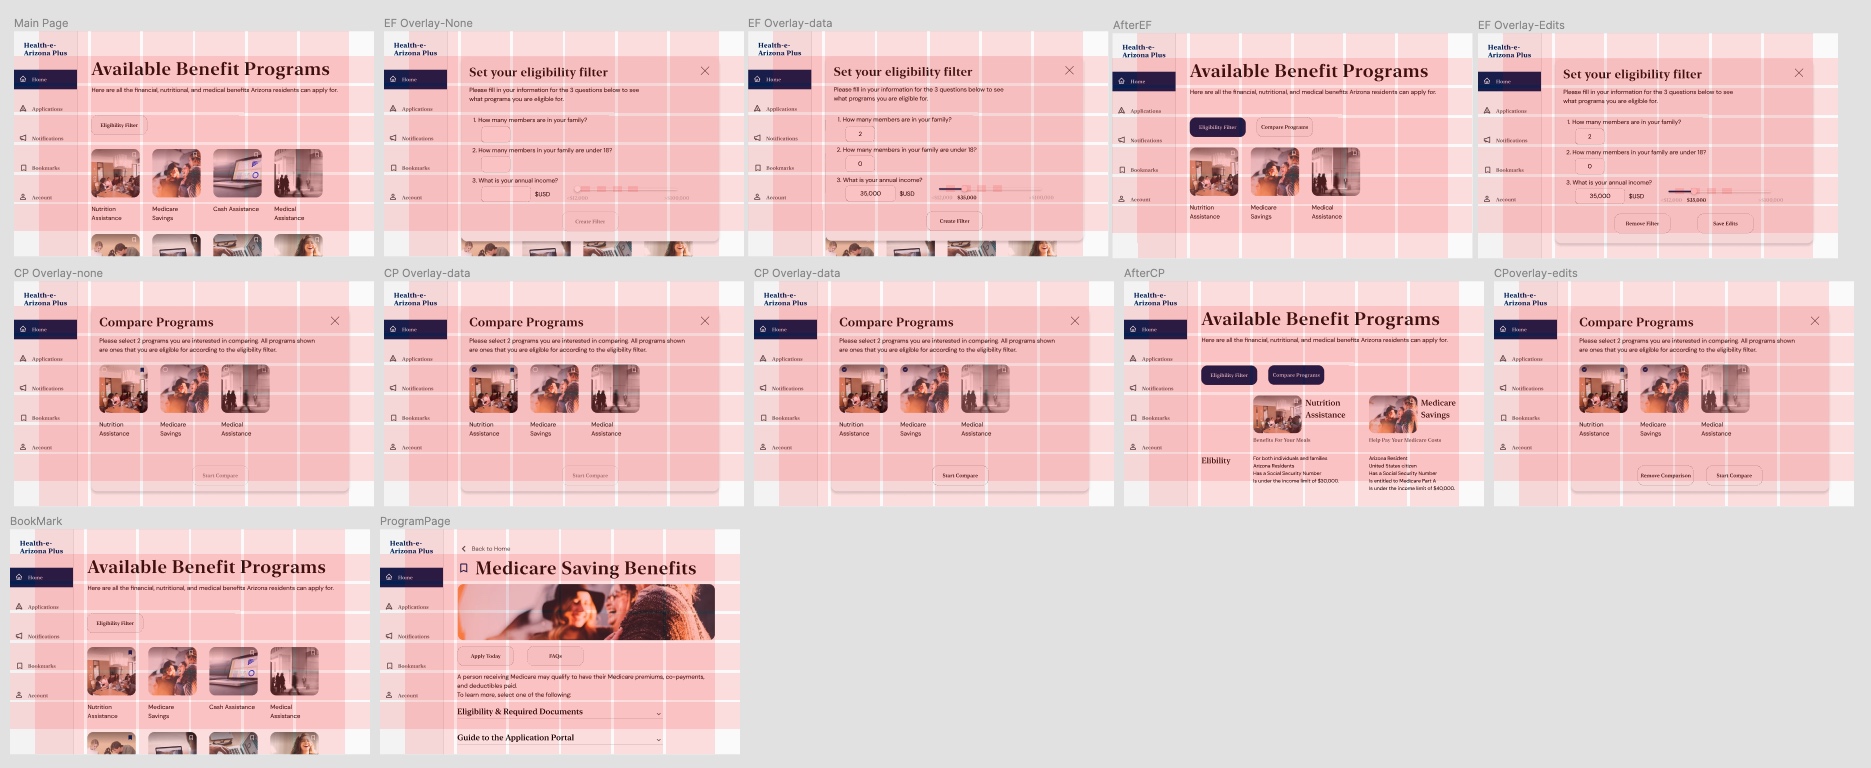 Main Page
Health-e-
Arizona Plus
Home
Applications
Notifications
Bookmarks
Account
Available Benefit Programs
Here are all the financial, nutritional, and medical benefits Arizona residents can apply for.
Eligibility Filter
Nutrition
Assistance
Medicare
Savings
Cash Assistance
Medical
Assistance
EF Overlay-None
Health-e-
Arizona Plus
Home
Applications
Notifications
Bookmarks
Account
Set your eligibility filter
Please fill in your information for the 3 questions below to see
what programs you are eligible for.
1. How many members are in your family?
2. How many members in your family are under 18?
3. What is your annual income?
$USD
Create Filter
EF Overlay-data
Health-e-
Arizona Plus
Home
Applications
Notifications
Bookmarks
Account
Set your eligibility filter
Please fill in your information for the 3 questions below to see
what programs you are eligible for.
1. How many members are in your family?
2
2. How many members in your family are under 18?
0
3. What is your annual income?
35,000
$USD
$35,000
Create Filter
AfterEF
Health-e-
Arizona Plus
Home
Applications
Notifications
Bookmarks
Account
Available Benefit Programs
Here are all the financial, nutritional, and medical benefits Arizona residents can apply for.
Eligibility Filter
Compare Programs
Nutrition
Assistance
Medicare
Savings
Medical
Assistance
EF Overlay-Edits
Health-e-
Arizona Plus
Home
Applications
Notifications
Bookmarks
Account
Set your eligibility filter
Please fill in your information for the 3 questions below to see
what programs you are eligible for.
1. How many members are in your family?
2
2. How many members in your family are under 18?
0
3. What is your annual income?
35,000
$USD
$35,000
Remove Filter
Save Edits
CP Overlay-none
Health-e-
Arizona Plus
Home
Applications
Notifications
Bookmarks
Account
Compare Programs
Please select 2 programs you are interested in comparing. All programs shown
are ones that you are eligible for according to the eligibility filter.
Nutrition
Assistance
Medicare
Savings
Medical
Assistance
Start Compare
CP Overlay-data
Health-e-
Arizona Plus
Home
Applications
Notifications
Bookmarks
Account
Compare Programs
Please select 2 programs you are interested in comparing. All programs shown
are ones that you are eligible for according to the eligibility filter.
Nutrition
Assistance
Medicare
Savings
Medical
Assistance
Start Compare
CP Overlay-data
Health-e-
Arizona Plus
Home
Applications
Notifications
Bookmarks
Account
Compare Programs
Please select 2 programs you are interested in comparing. All programs shown
are ones that you are eligible for according to the eligibility filter.
Nutrition
Assistance
Medicare
Savings
Medical
Assistance
Start Compare
AfterCP
Health-e-
Arizona Plus
Home
Applications
Notifications
Bookmarks
Account
Available Benefit Programs
Here are all the financial, nutritional, and medical benefits Arizona residents can apply for.
Eligibility Filter
Compare Programs
Nutrition
Assistance
Medicare
Savings
Benefits For Your Meals
Help Pay Your Medicare Costs
Elibility
For both individuals and families
Arizona Residents
Has a Social Security Number
is under the income limit of $30,000.
Arizona Resident
United States citizen
Has a Social Security Number
is entitled to Medicare Part A
is under the income limit of $40,000.
CPoverlay-edits
Health-e-
Arizona Plus
Home
Applications
Notifications
Bookmarks
Account
Compare Programs
Please select 2 programs you are interested in comparing. All programs shown
are ones that you are eligible for according to the eligibility filter.
Nutrition
Assistance
Medicare
Savings
Medical
Assistance
Remove Comparison
Start Compare
BookMark
Health-e-
Arizona Plus
Home
Applications
Notifications
Bookmarks
Account
Available Benefit Programs
Here are all the financial, nutritional, and medical benefits Arizona residents can apply for.
Eligibility Filter
Nutrition
Assistance
Medicare
Savings
Cash Assistance
Medical
Assistance
ProgramPage
Health-e-
Arizona Plus
Home
Applications
Notifications
Bookmarks
Account
Back to Home
Medicare Saving Benefits
Apply Today
FAQs
A person receiving Medicare may qualify to have their Medicare premiums, co-payments,
and deductibles paid.
To learn more, select one of the following:
Eligibility & Required Documents
Guide to the Application Portal